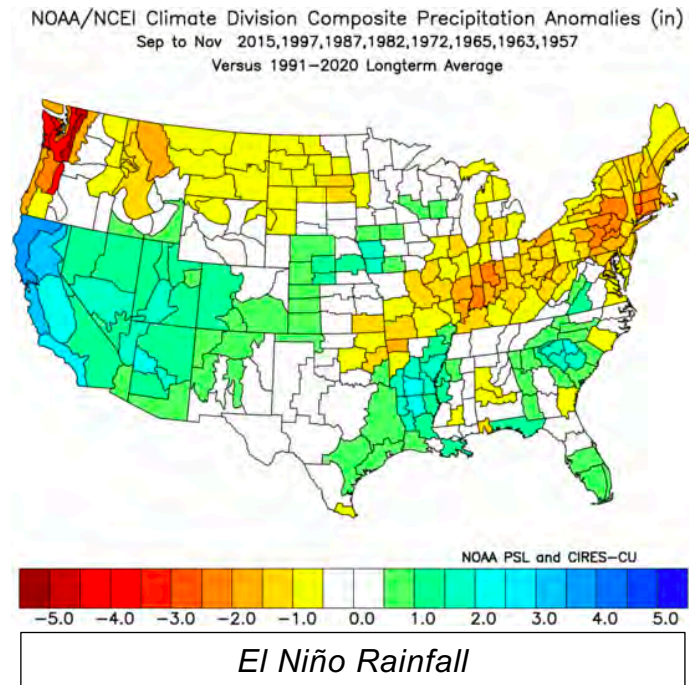 NOAA/NCEI Climate Division Composite Precipitation Anomalies (in)
Sep to Nov 2015,1997,1987,1982,1972,1965,1963,1957
Versus 1991-2020 Longterm Average
NOAA PSL and CIRES-CU
-5.0 -4.0 -3.0 -2.0 -1.0 0.0 1.0 2.0 3.0 4.0 5.0
El Niño Rainfall